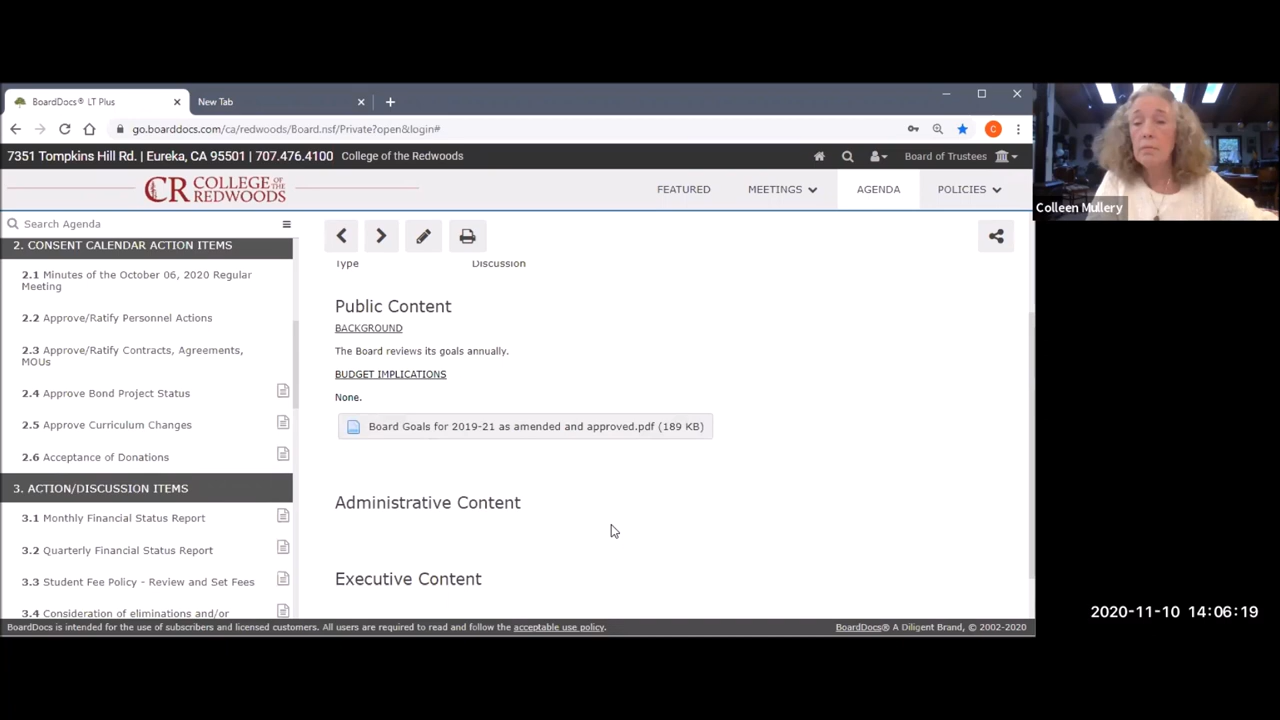 BoardDocs® LT Plus
New Tab
go.boarddocs.com/ca/redwoods/Board.nsf/Private?open&login#
C
7351 Tompkins Hill Rd. | Eureka, CA 95501 | 707.476.4100 College of the Redwoods
Board of Trustees
CR COLLEGE OF THE REDWOODS
FEATURED MEETINGS AGENDA POLICIES
Colleen Mullery
Search Agenda
2. CONSENT CALENDAR ACTION ITEMS
2.1 Minutes of the October 06, 2020 Regular
Meeting
2.2 Approve/Ratify Personnel Actions
2.3 Approve/Ratify Contracts, Agreements,
MOUs
2.4 Approve Bond Project Status
2.5 Approve Curriculum Changes
2.6 Acceptance of Donations
3. ACTION/DISCUSSION ITEMS
3.1 Monthly Financial Status Report
3.2 Quarterly Financial Status Report
3.3 Student Fee Policy - Review and Set Fees
3.4 Consideration of eliminations and/or
Type Discussion
Public Content
BACKGROUND
The Board reviews its goals annually.
BUDGET IMPLICATIONS
None.
Board Goals for 2019-21 as amended and approved.pdf (189 KB)
Administrative Content
Executive Content
2020-11-10 14:06:19
BoardDocs is intended for the use of subscribers and licensed customers. All users are required to read and follow the acceptable use policy.
BoardDocs® A Diligent Brand, © 2002-2020